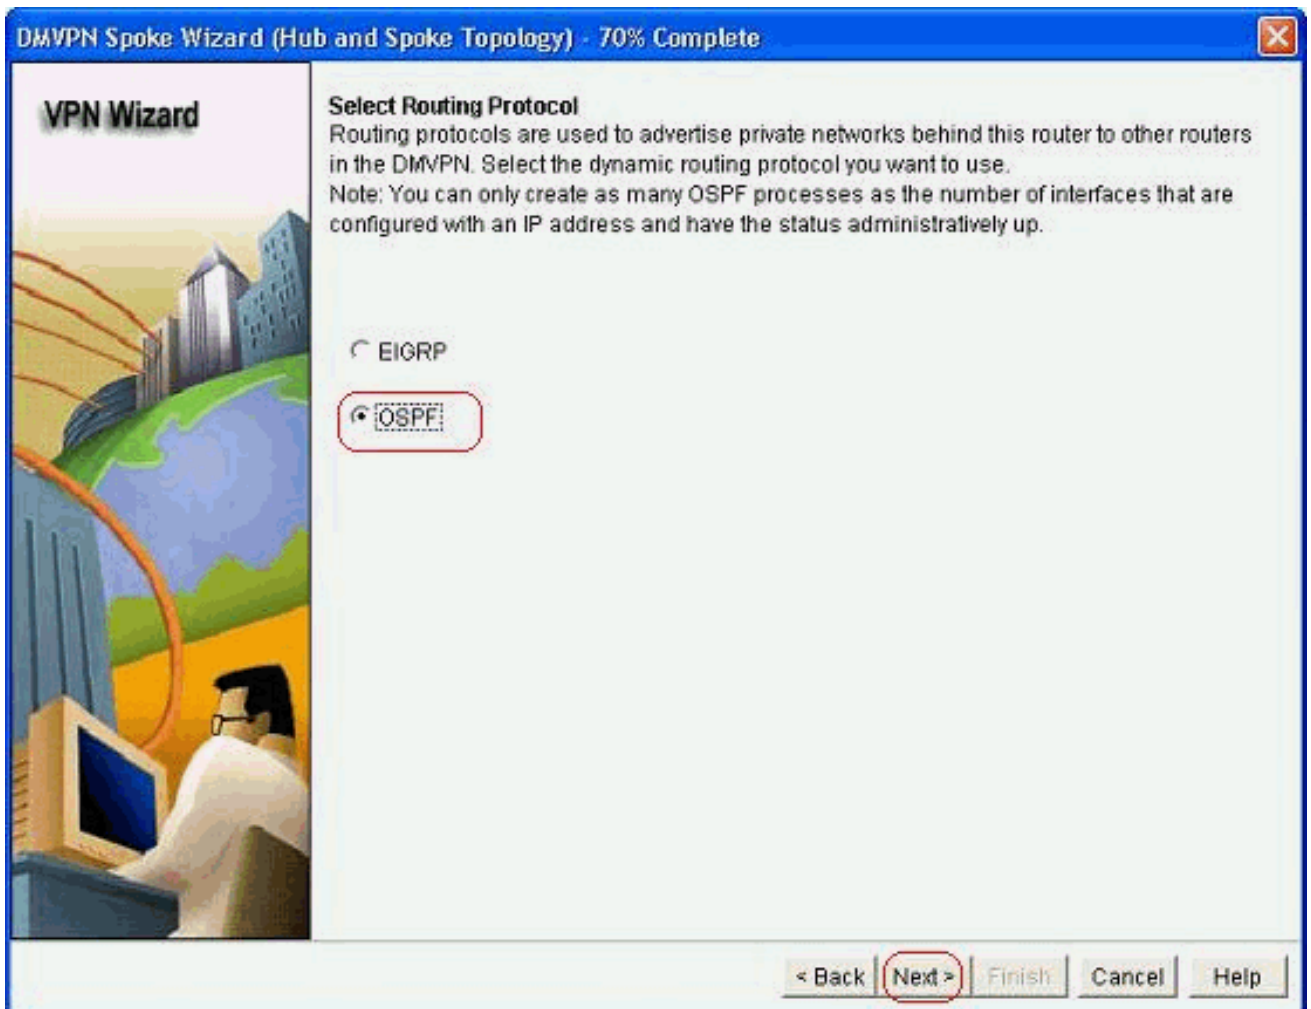 DMVPN Spoke Wizard (Hub and Spoke Topology) - 70% Complete
VPN Wizard
Select Routing Protocol
Routing protocols are used to advertise private networks behind this router to other routers
in the DMVPN. Select the dynamic routing protocol you want to use.
Note: You can only create as many OSPF processes as the number of interfaces that are
configured with an IP address and have the status administratively up.
EIGRP
OSPF
< Back
Next >
Finish
Cancel
Help